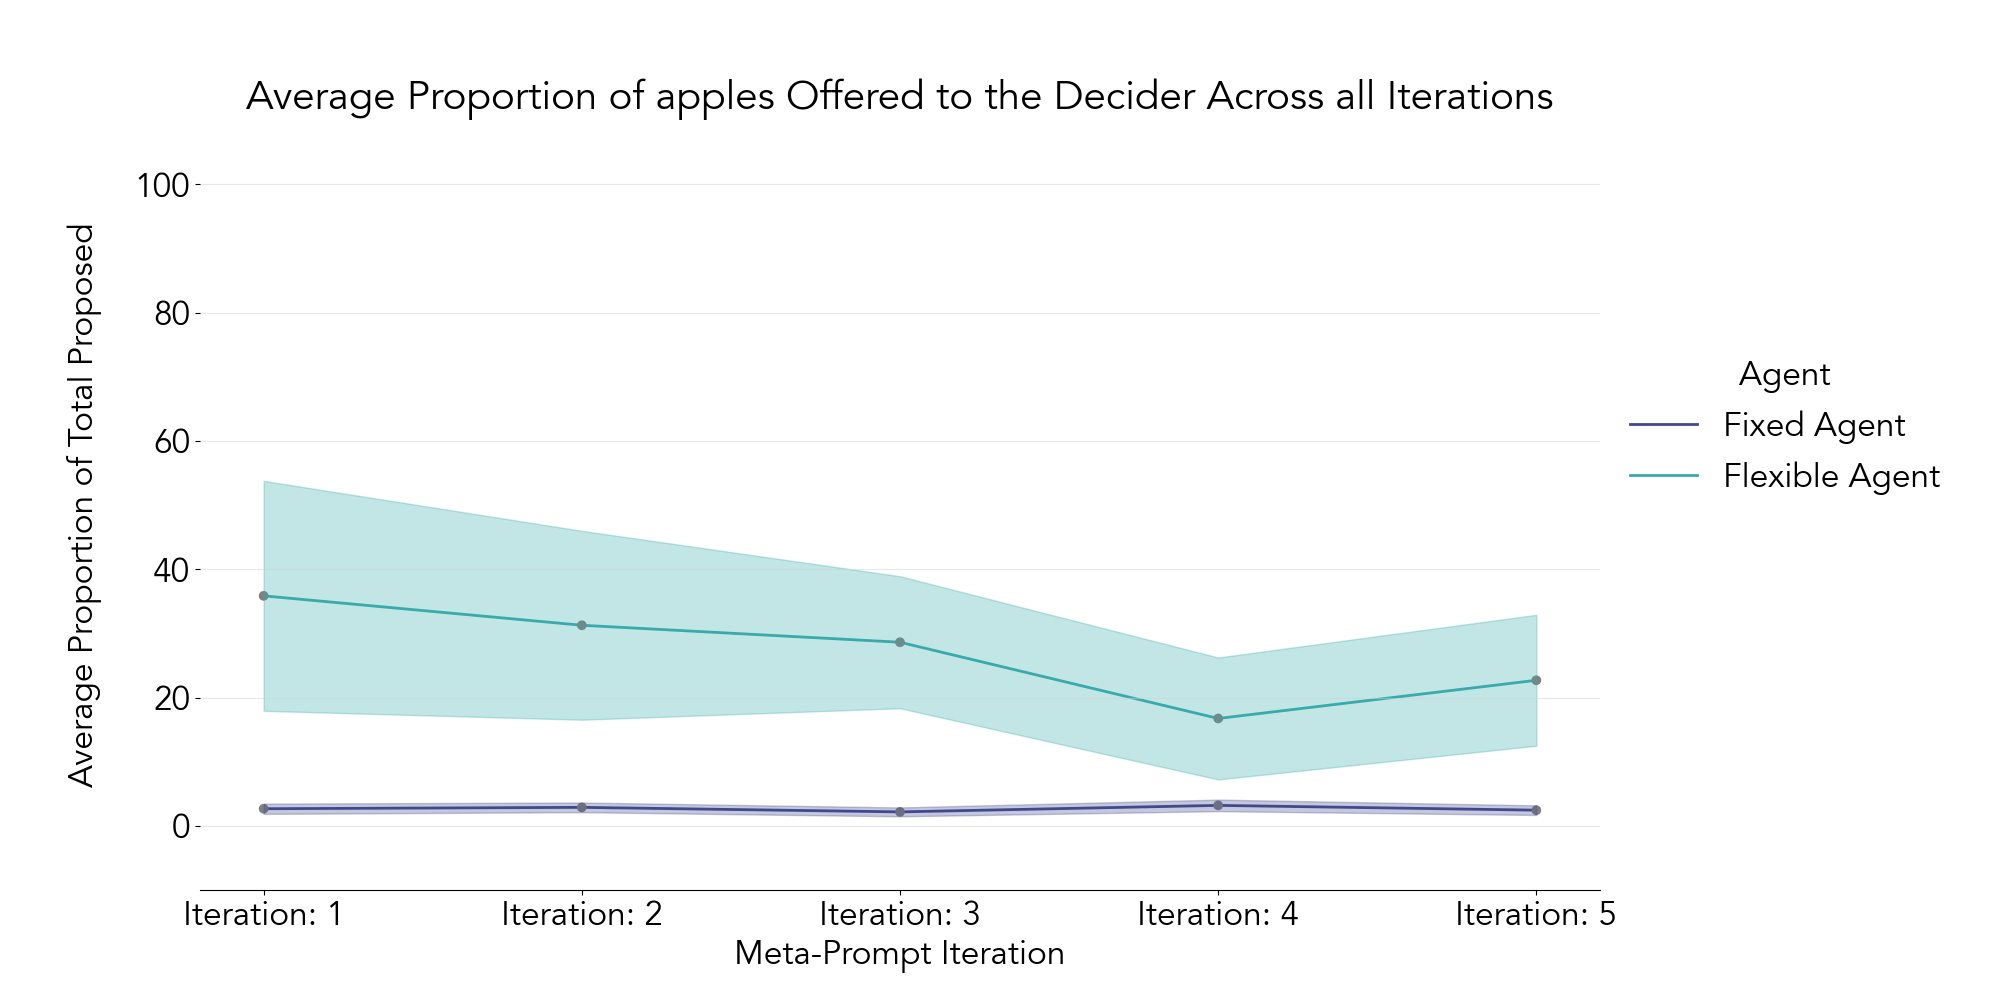 Average Proportion of apples Offered to the Decider Across all Iterations
Average Proportion of Total Proposed
100
80
60
40
20
0
Iteration: 1
Iteration: 2
Iteration: 3
Iteration: 4
Iteration: 5
Meta-Prompt Iteration
Agent
Fixed Agent
Flexible Agent